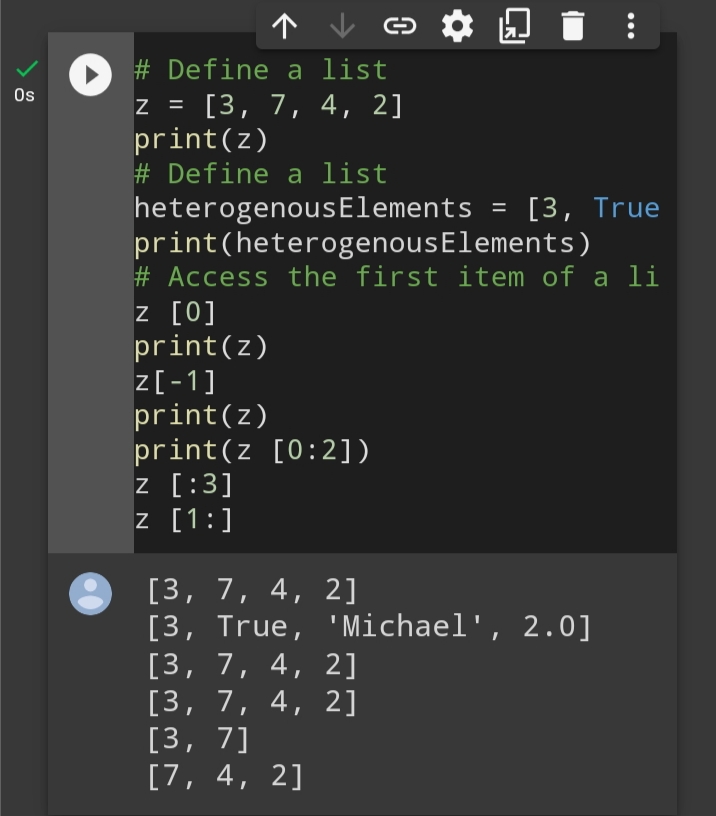 0s
# Define a list
z = [3, 7, 4, 2]
print(z)
# Define a list
heterogenousElements = [3, True
print(heterogenousElements)
# Access the first item of a li
z [0]
print(z)
z[-1]
print(z)
print(z [0:2])
z [:3]
z [1:]
[3, 7, 4, 2]
[3, True, 'Michael', 2.0]
[3, 7, 4, 2]
[3, 7, 4, 2]
[3, 7]
[7, 4, 2]